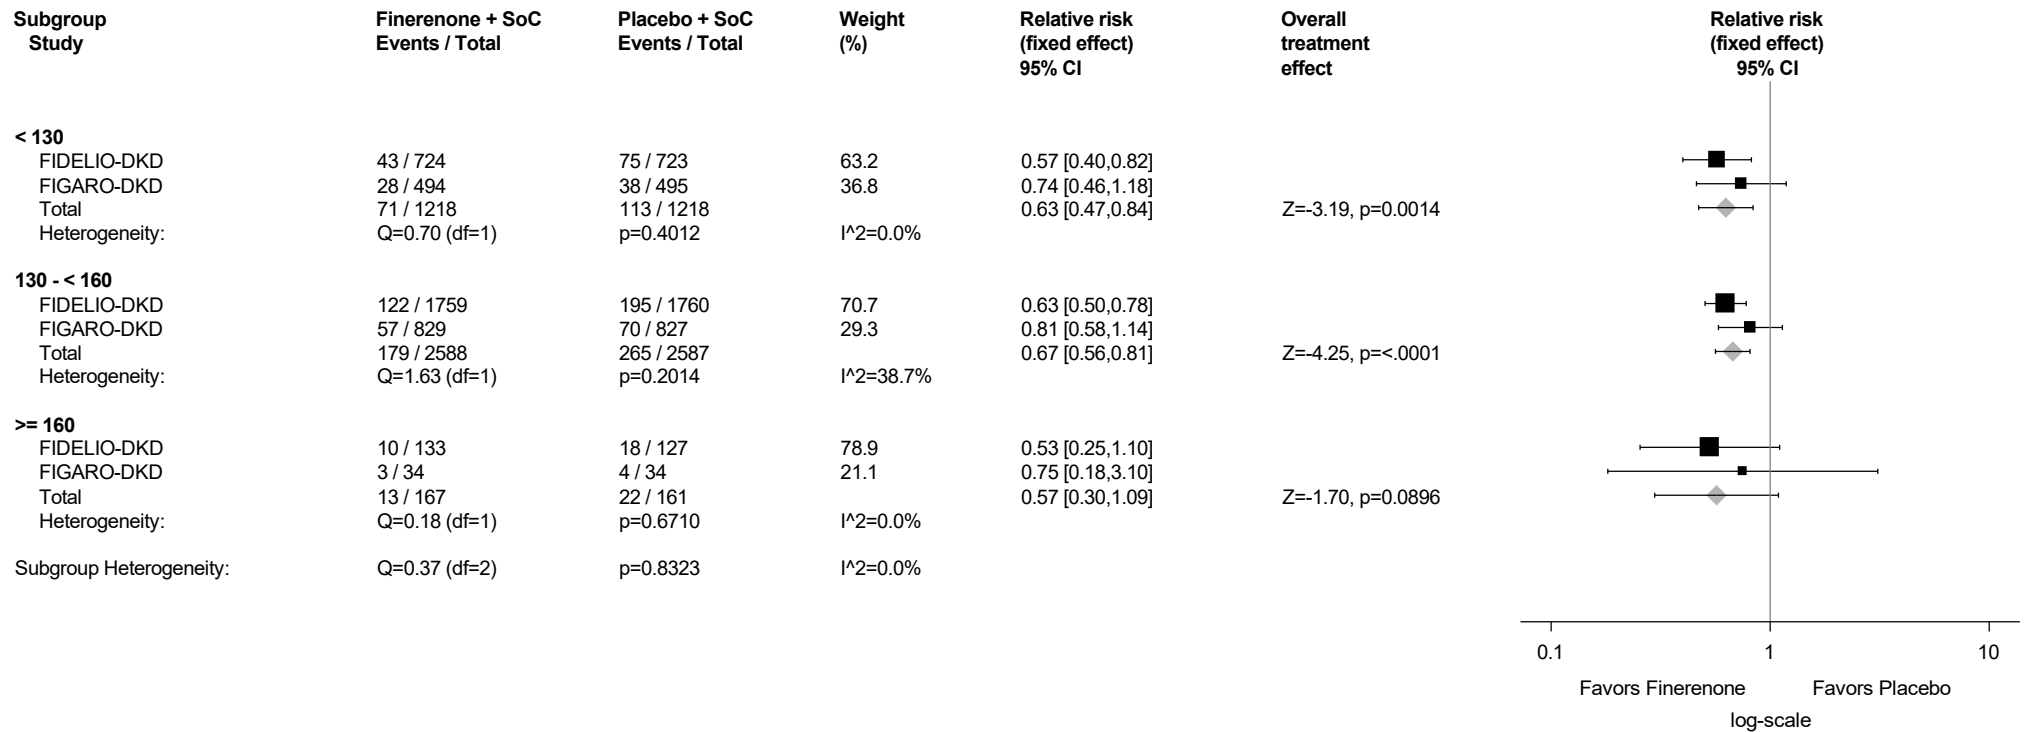 Subgroup Finerenone + SoC Placebo + SoC Weight Relative risk Overall Relative risk
Study Events / Total Events / Total (%) (fixed effect) treatment (fixed effect)
95% CI effect 95% CI
< 130
FIDELIO-DKD 43 / 724 75 / 723 63.2 0.57 [0.40,0.82]
FIGARO-DKD 28 / 494 38 / 495 36.8 0.74 [0.46,1.18]
Total 71 / 1218 113 / 1218 0.63 [0.47,0.84] Z=-3.19, p=0.0014
Heterogeneity: Q=0.70 (df=1) p=0.4012 I^2=0.0%
130 - < 160
FIDELIO-DKD 122 / 1759 195 / 1760 70.7 0.63 [0.50,0.78]
FIGARO-DKD 57 / 829 70 / 827 29.3 0.81 [0.58,1.14]
Total 179 / 2588 265 / 2587 0.67 [0.56,0.81] Z=-4.25, p=<.0001
Heterogeneity: Q=1.63 (df=1) p=0.2014 I^2=38.7%
>= 160
FIDELIO-DKD 10 / 133 18 / 127 78.9 0.53 [0.25,1.10]
FIGARO-DKD 3 / 34 4 / 34 21.1 0.75 [0.18,3.10]
Total 13 / 167 22 / 161 0.57 [0.30,1.09] Z=-1.70, p=0.0896
Heterogeneity: Q=0.18 (df=1) p=0.6710 I^2=0.0%
Subgroup Heterogeneity: Q=0.37 (df=2) p=0.8323 I^2=0.0%
0.1 1 10
Favors Finerenone Favors Placebo
log-scale